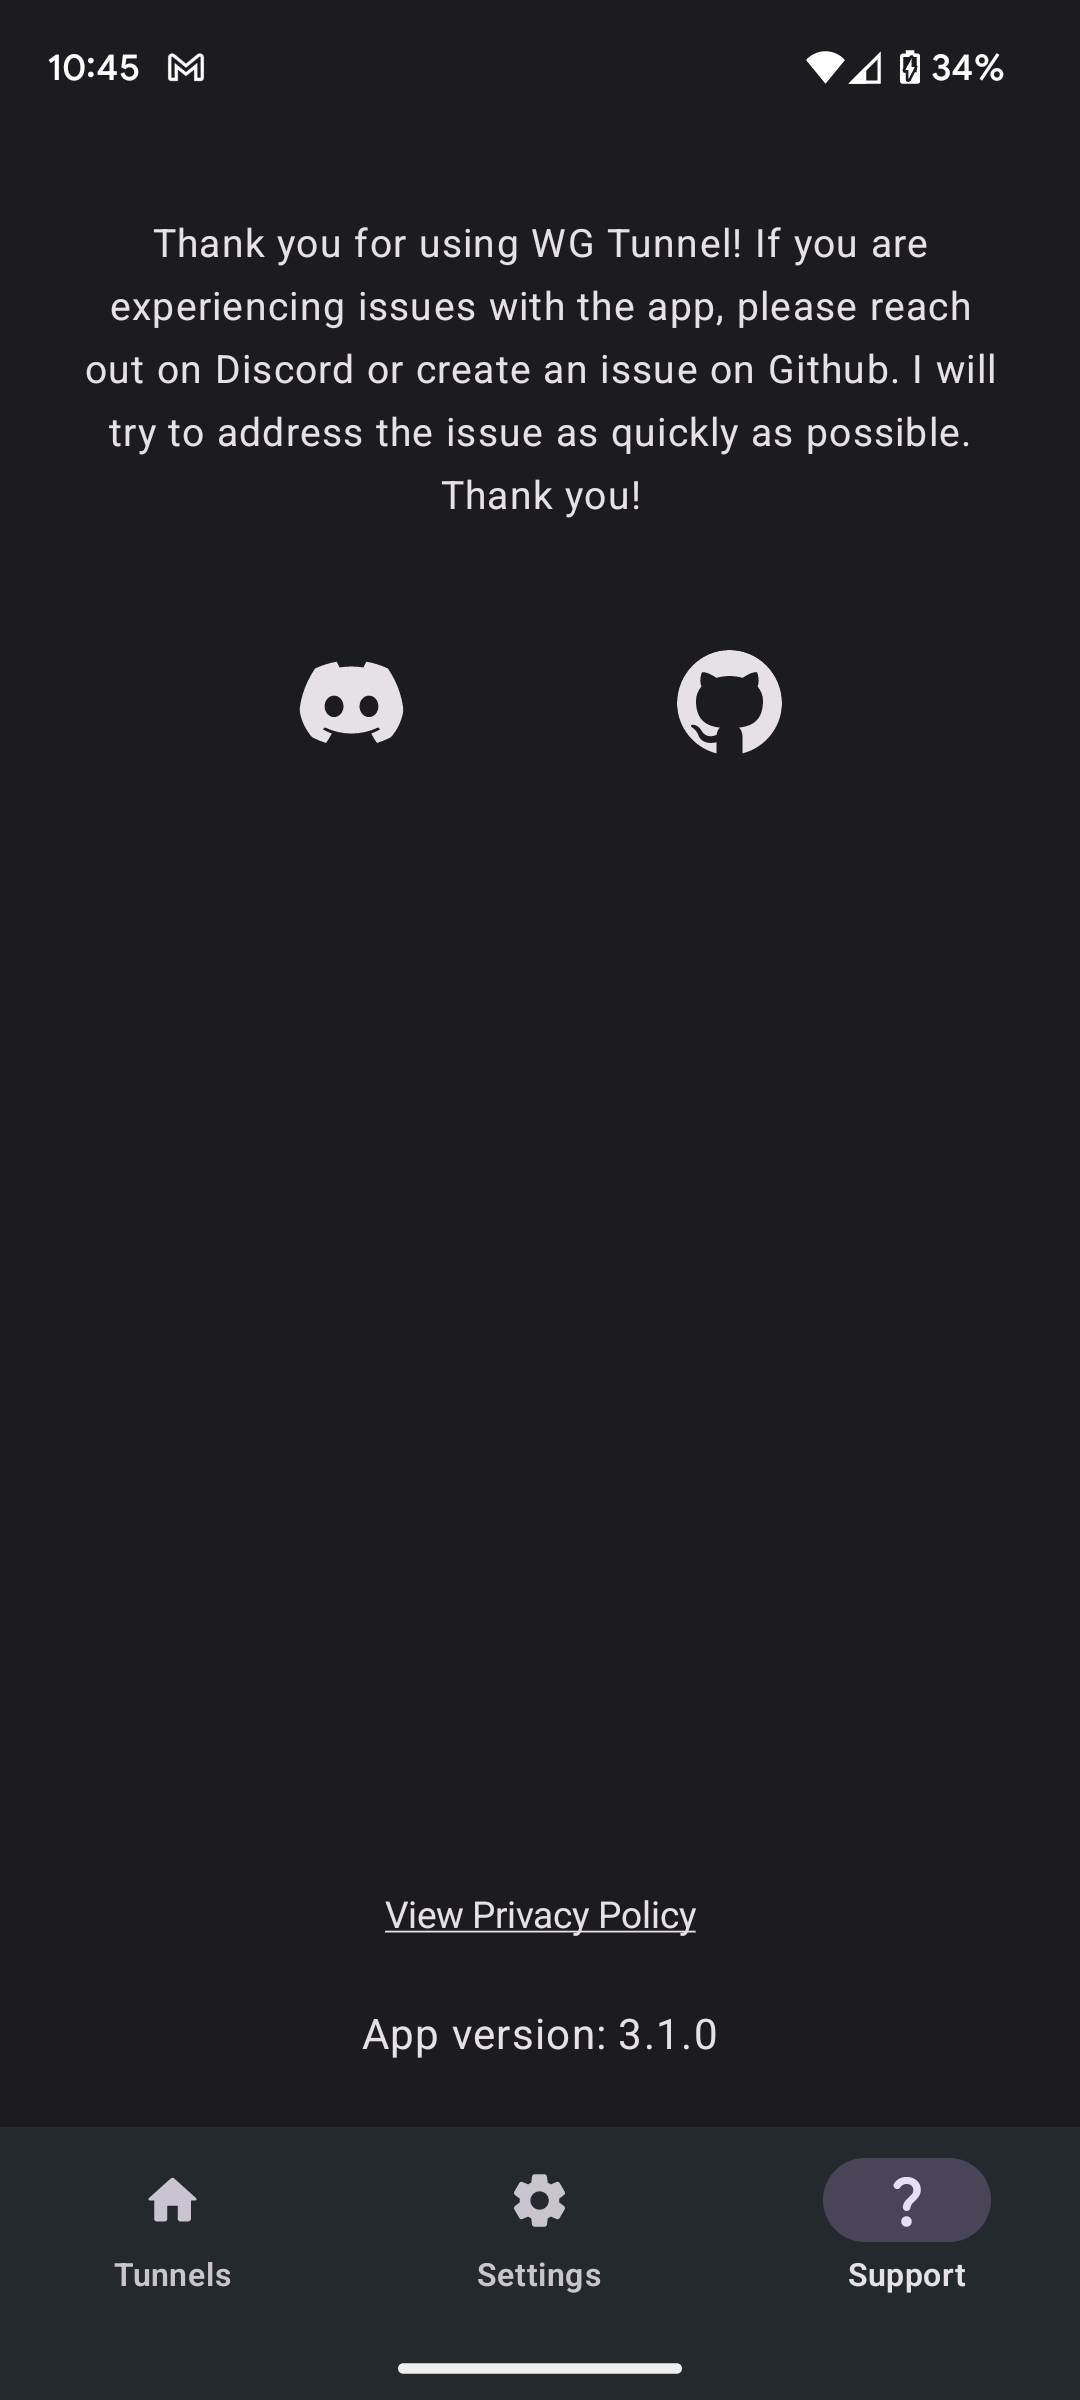 10:45
34%
Thank you for using WG Tunnel! If you are
experiencing issues with the app, please reach
out on Discord or create an issue on Github. I will
try to address the issue as quickly as possible.
Thank you!
View Privacy Policy
App version: 3.1.0
Tunnels
Settings
Support